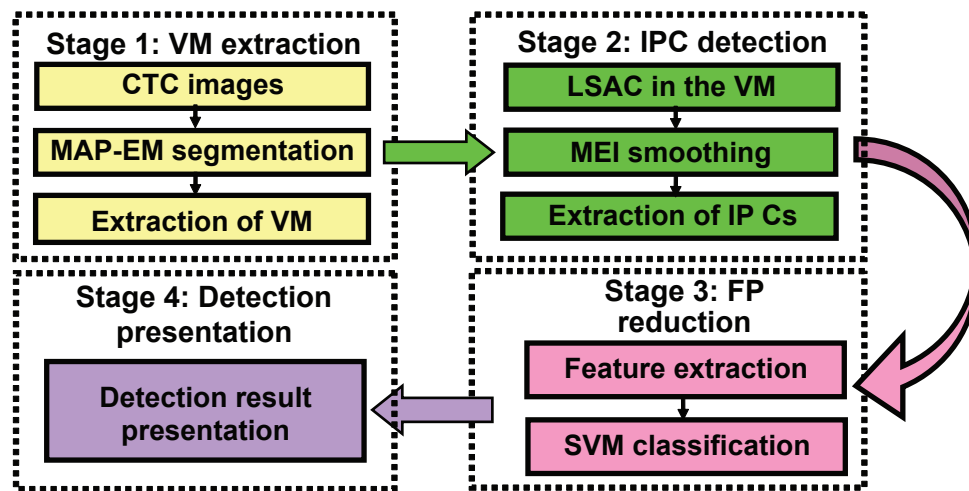 Stage 1: VM extraction
CTC images
MAP-EM segmentation
Extraction of VM
Stage 2: IPC detection
LSAC in the VM
MEI smoothing
Extraction of IP Cs
Stage 3: FP
reduction
Feature extraction
SVM classification
Stage 4: Detection
presentation
Detection result
presentation